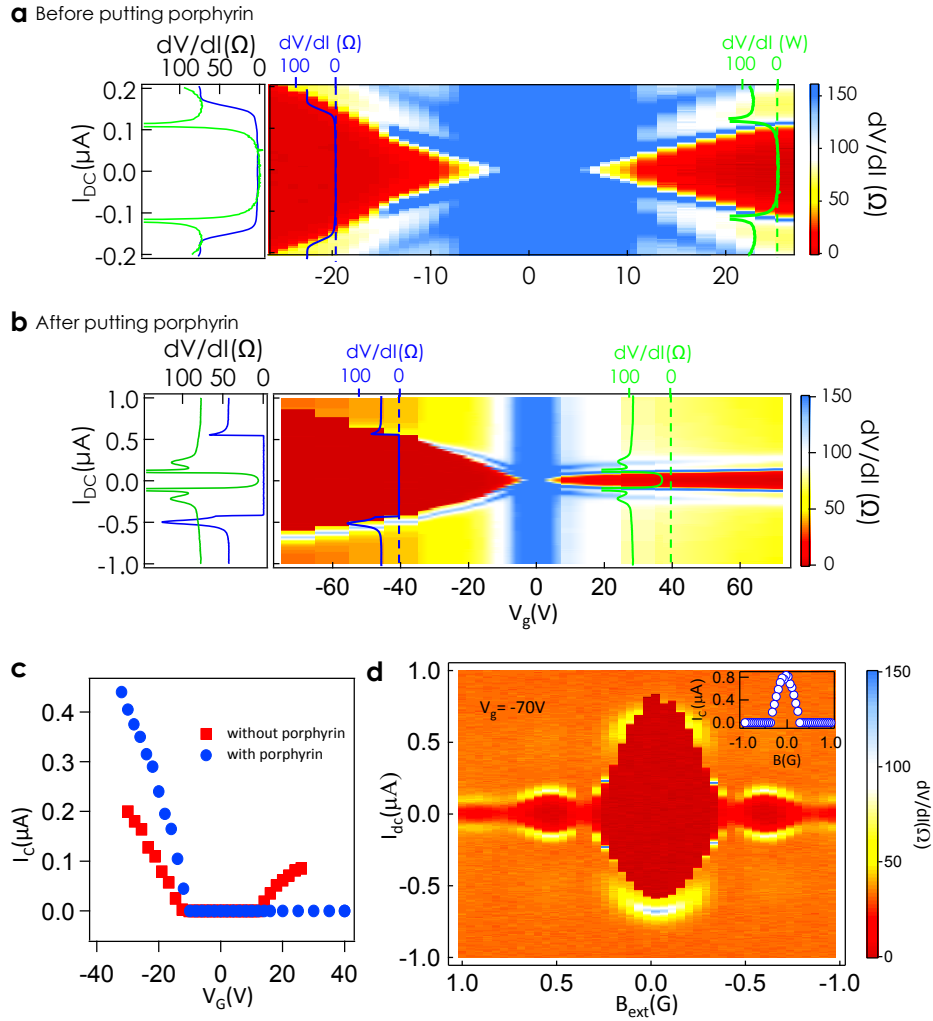 a Before putting porphyrin
dV/dI(Ω)
100 50 0
dV/dI (Ω)
100 0
dV/dI (W)
100 0
I_DC(µA)
0.2
0.1
0.0
-0.1
-0.2
-20 -10 0 10 20
150
100
50
0
dV/dI (Ω)
b After putting porphyrin
dV/dI(Ω)
100 0
dV/dI(Ω)
100 0
dV/dI(Ω)
100 0
I_DC(µA)
1.0
0.5
0.0
-0.5
-1.0
-60 -40 -20 0 20 40 60
V_g(V)
150
100
50
0
dV/dI (Ω)
c
I_C(µA)
0.4
0.3
0.2
0.1
0.0
without porphyrin
with porphyrin
-40 -20 0 20 40
V_G(V)
d
I_dc(µA)
1.0
0.5
0.0
-0.5
-1.0
V_g= -70V
I_c(µA)
0.8
0.4
0.0
-1.0 0.0 1.0
B(G)
1.0 0.5 0.0 -0.5 -1.0
B_ext(G)
150
100
50
0
dV/dI(Ω)